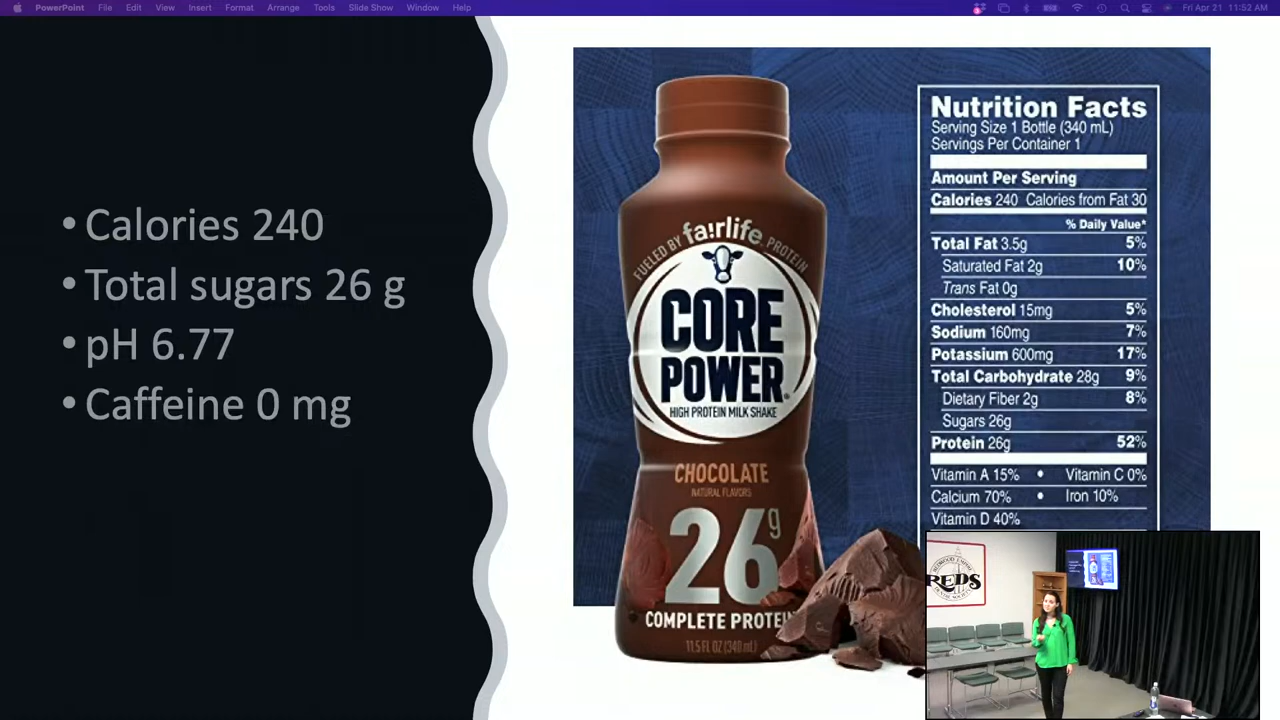 PowerPoint File Edit View Insert Format Arrange Tools Slide Show Window Help
Fri Apr 21 11:52 AM
• Calories 240
• Total sugars 26 g
• pH 6.77
• Caffeine 0 mg
FUELED BY fa!rlife PROTEIN
CORE
POWER
HIGH PROTEIN MILK SHAKE
CHOCOLATE
NATURAL FLAVORS
26g
COMPLETE PROTEIN
11.5 FL OZ (340 mL)
Nutrition Facts
Serving Size 1 Bottle (340 mL)
Servings Per Container 1
Amount Per Serving
Calories 240 Calories from Fat 30
% Daily Value*
Total Fat 3.5g 5%
Saturated Fat 2g 10%
Trans Fat 0g
Cholesterol 15mg 5%
Sodium 160mg 7%
Potassium 600mg 17%
Total Carbohydrate 28g 9%
Dietary Fiber 2g 8%
Sugars 26g
Protein 26g 52%
Vitamin A 15% • Vitamin C 0%
Calcium 70% • Iron 10%
Vitamin D 40%
REDS